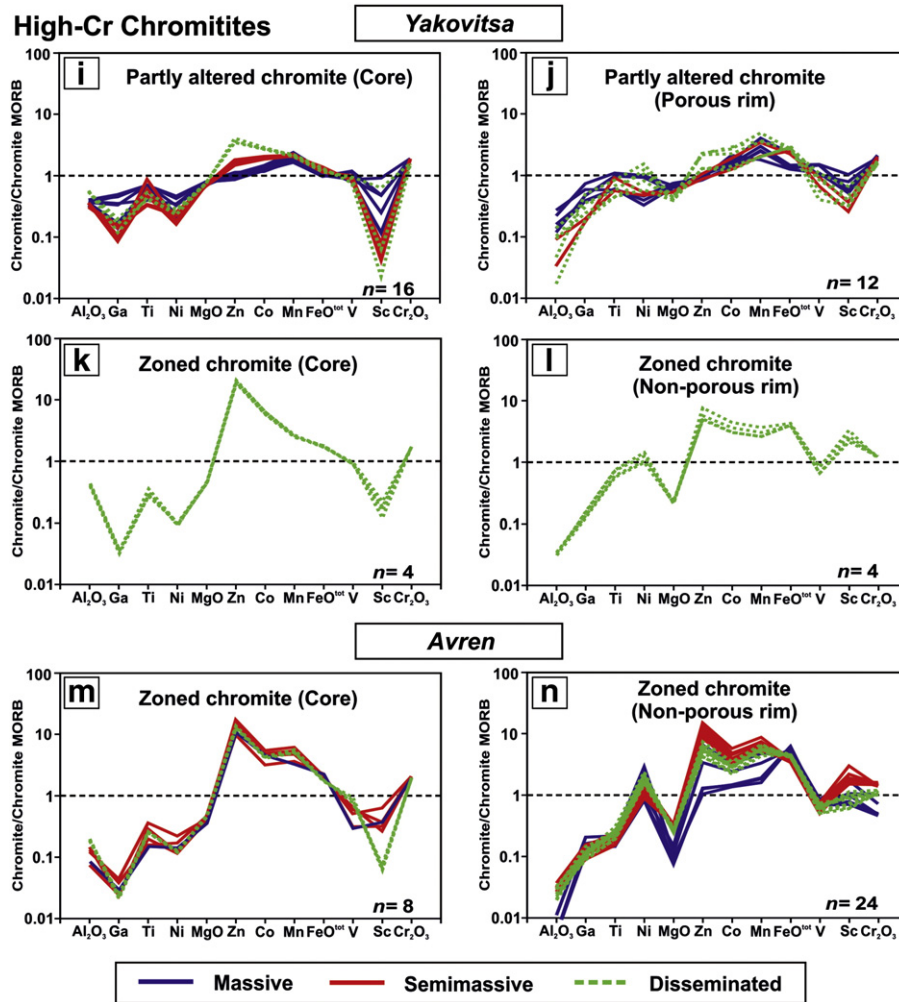 High-Cr Chromitites
Yakovitsa
i
Partly altered chromite (Core)
Chromite/Chromite MORB
100
10
1
0.1
0.01
n= 16
Al₂O₃ Ga Ti Ni MgO Zn Co Mn FeOᵗᵒᵗ V Sc Cr₂O₃
j
Partly altered chromite
(Porous rim)
Chromite/Chromite MORB
100
10
1
0.1
0.01
n= 12
Al₂O₃ Ga Ti Ni MgO Zn Co Mn FeOᵗᵒᵗ V Sc Cr₂O₃
k
Zoned chromite (Core)
Chromite/Chromite MORB
100
10
1
0.1
0.01
n= 4
Al₂O₃ Ga Ti Ni MgO Zn Co Mn FeOᵗᵒᵗ V Sc Cr₂O₃
l
Zoned chromite
(Non-porous rim)
Chromite/Chromite MORB
100
10
1
0.1
0.01
n= 4
Al₂O₃ Ga Ti Ni MgO Zn Co Mn FeOᵗᵒᵗ V Sc Cr₂O₃
Avren
m
Zoned chromite (Core)
Chromite/Chromite MORB
100
10
1
0.1
0.01
n= 8
Al₂O₃ Ga Ti Ni MgO Zn Co Mn FeOᵗᵒᵗ V Sc Cr₂O₃
n
Zoned chromite
(Non-porous rim)
Chromite/Chromite MORB
100
10
1
0.1
0.01
n= 24
Al₂O₃ Ga Ti Ni MgO Zn Co Mn FeOᵗᵒᵗ V Sc Cr₂O₃
Massive Semimassive Disseminated